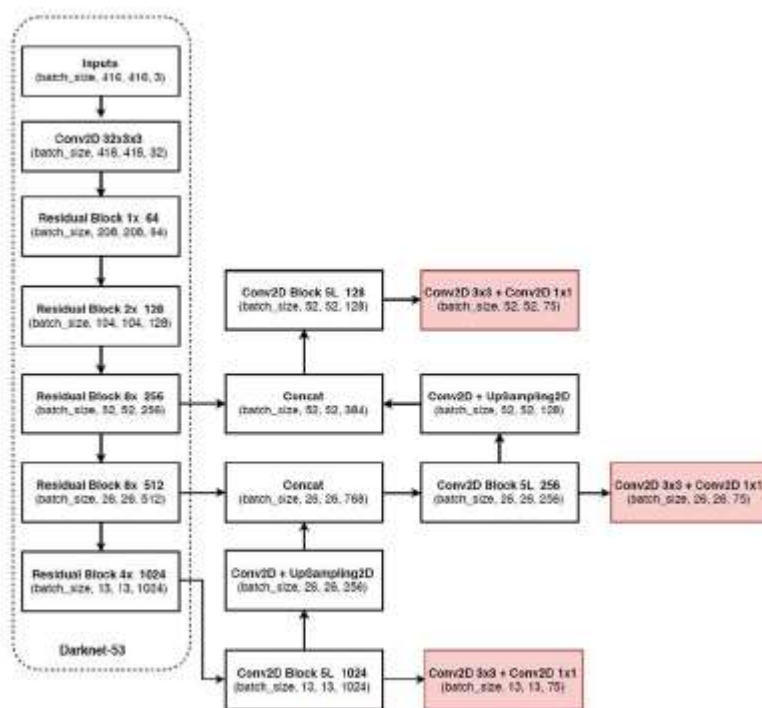 Inputs
(batch_size, 416, 416, 3)
Conv2D 32x3x3
(batch_size, 416, 416, 32)
Residual Block 1x 64
(batch_size, 208, 208, 64)
Residual Block 2x 128
(batch_size, 104, 104, 128)
Conv2D Block 5L 128
(batch_size, 52, 52, 128)
Conv2D 3x3 + Conv2D 1x1
(batch_size, 52, 52, 75)
Residual Block 8x 256
(batch_size, 52, 52, 256)
Concat
(batch_size, 52, 52, 384)
Conv2D + UpSampling2D
(batch_size, 52, 52, 128)
Residual Block 8x 512
(batch_size, 26, 26, 512)
Concat
(batch_size, 26, 26, 768)
Conv2D Block 5L 256
(batch_size, 26, 26, 256)
Conv2D 3x3 + Conv2D 1x1
(batch_size, 26, 26, 75)
Residual Block 4x 1024
(batch_size, 13, 13, 1024)
Conv2D + UpSampling2D
(batch_size, 26, 26, 256)
Darknet-53
Conv2D Block 5L 1024
(batch_size, 13, 13, 1024)
Conv2D 3x3 + Conv2D 1x1
(batch_size, 13, 13, 75)